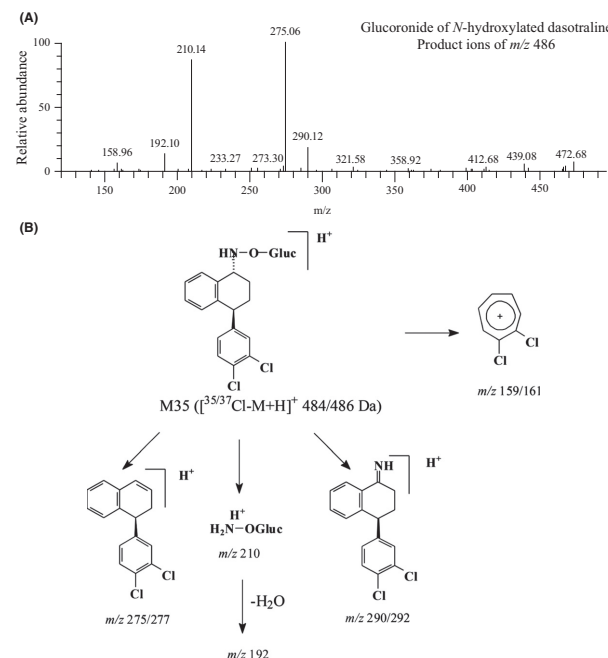 (A)
Glucoronide of N-hydroxylated dasotraline
Product ions of m/z 486
Relative abundance
100
50
0
275.06
210.14
290.12
192.10
158.96
233.27
273.30
321.58
358.92
412.68
439.08
472.68
150
200
250
300
350
400
450
m/z
(B)
HN–O–Gluc
H+
Cl
Cl
M35 ([35/37Cl-M+H]+ 484/486 Da)
+
Cl
Cl
m/z 159/161
H+
Cl
Cl
m/z 275/277
H+
H2N–OGluc
m/z 210
-H2O
m/z 192
NH
H+
Cl
Cl
m/z 290/292